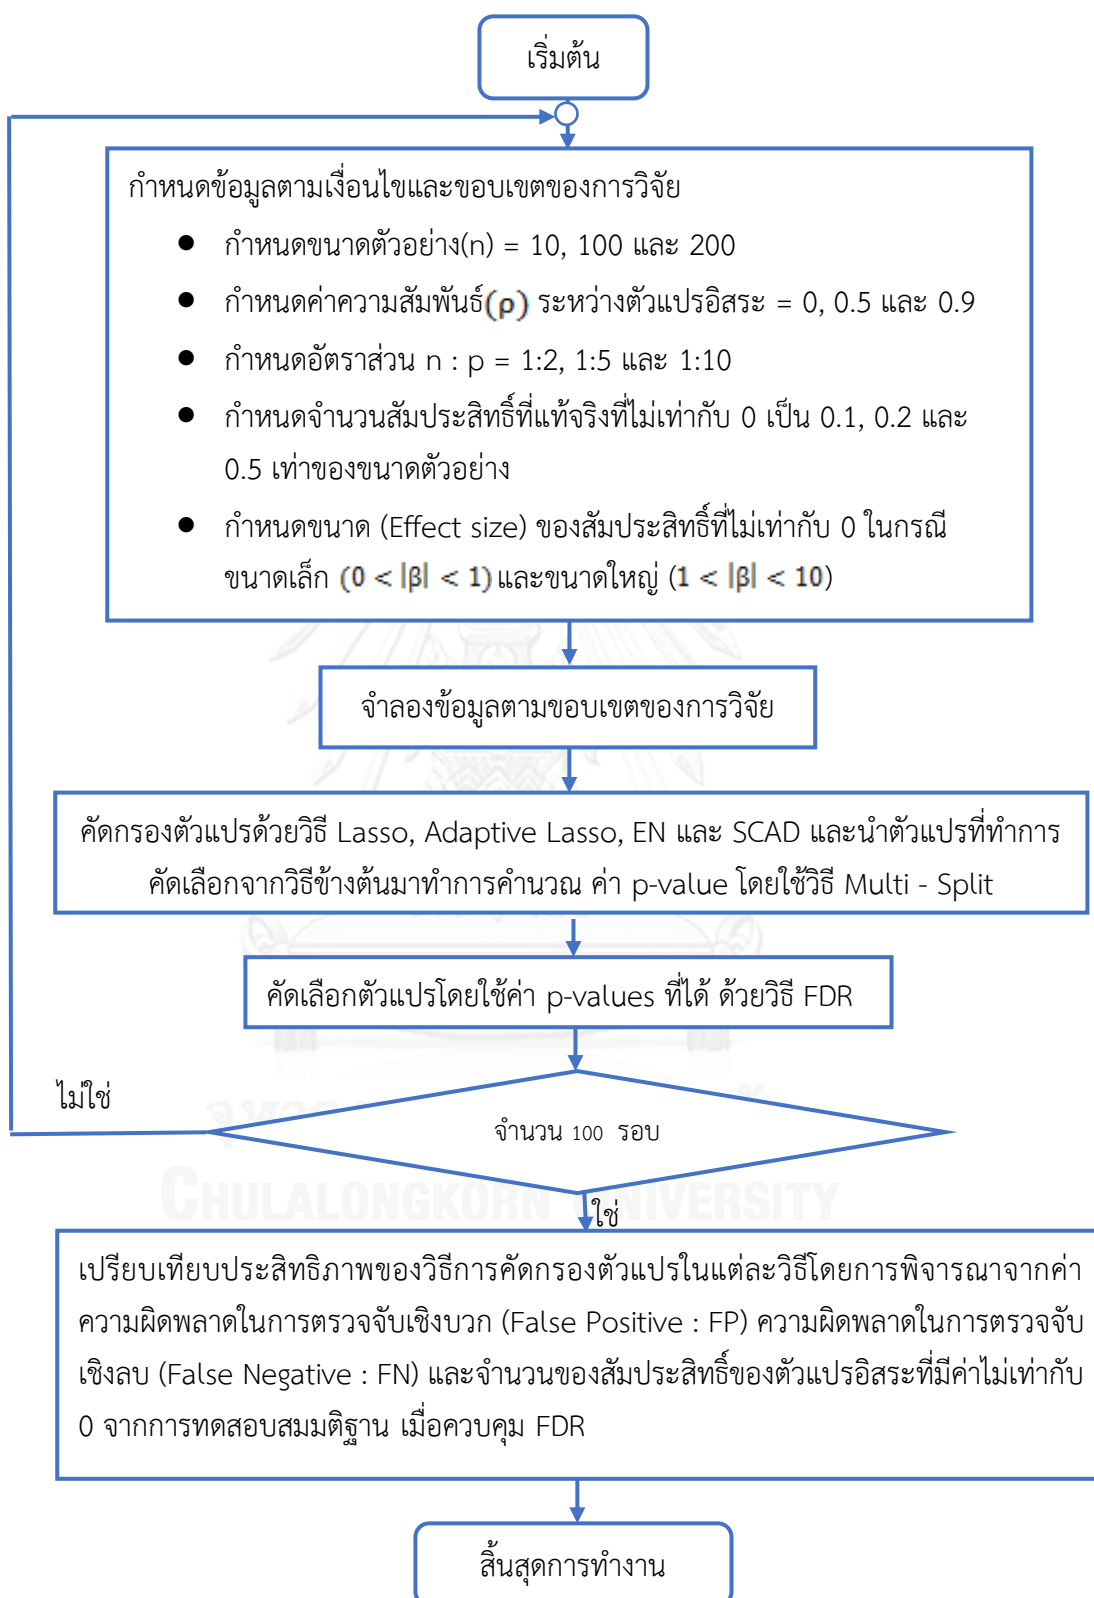 เริ่มต้น
กำหนดข้อมูลตามเงื่อนไขและขอบเขตของการวิจัย
● กำหนดขนาดตัวอย่าง(n) = 10, 100 และ 200
● กำหนดค่าความสัมพันธ์(ρ) ระหว่างตัวแปรอิสระ = 0, 0.5 และ 0.9
● กำหนดอัตราส่วน n : p = 1:2, 1:5 และ 1:10
● กำหนดจำนวนสัมประสิทธิ์ที่แท้จริงที่ไม่เท่ากับ 0 เป็น 0.1, 0.2 และ
0.5 เท่าของขนาดตัวอย่าง
● กำหนดขนาด (Effect size) ของสัมประสิทธิ์ที่ไม่เท่ากับ 0 ในกรณี
ขนาดเล็ก (0 < |β| < 1) และขนาดใหญ่ (1 < |β| < 10)
จำลองข้อมูลตามขอบเขตของการวิจัย
คัดกรองตัวแปรด้วยวิธี Lasso, Adaptive Lasso, EN และ SCAD และนำตัวแปรที่ทำการ
คัดเลือกจากวิธีข้างต้นมาทำการคำนวณ ค่า p-value โดยใช้วิธี Multi - Split
คัดเลือกตัวแปรโดยใช้ค่า p-values ที่ได้ ด้วยวิธี FDR
ไม่ใช่
จำนวน 100 รอบ
CHULALONGKORN UNIVERSITY
ใช่
เปรียบเทียบประสิทธิภาพของวิธีการคัดกรองตัวแปรในแต่ละวิธีโดยการพิจารณาจากค่า
ความผิดพลาดในการตรวจจับเชิงบวก (False Positive : FP) ความผิดพลาดในการตรวจจับ
เชิงลบ (False Negative : FN) และจำนวนของสัมประสิทธิ์ของตัวแปรอิสระที่มีค่าไม่เท่ากับ
0 จากการทดสอบสมมติฐาน เมื่อควบคุม FDR
สิ้นสุดการทำงาน